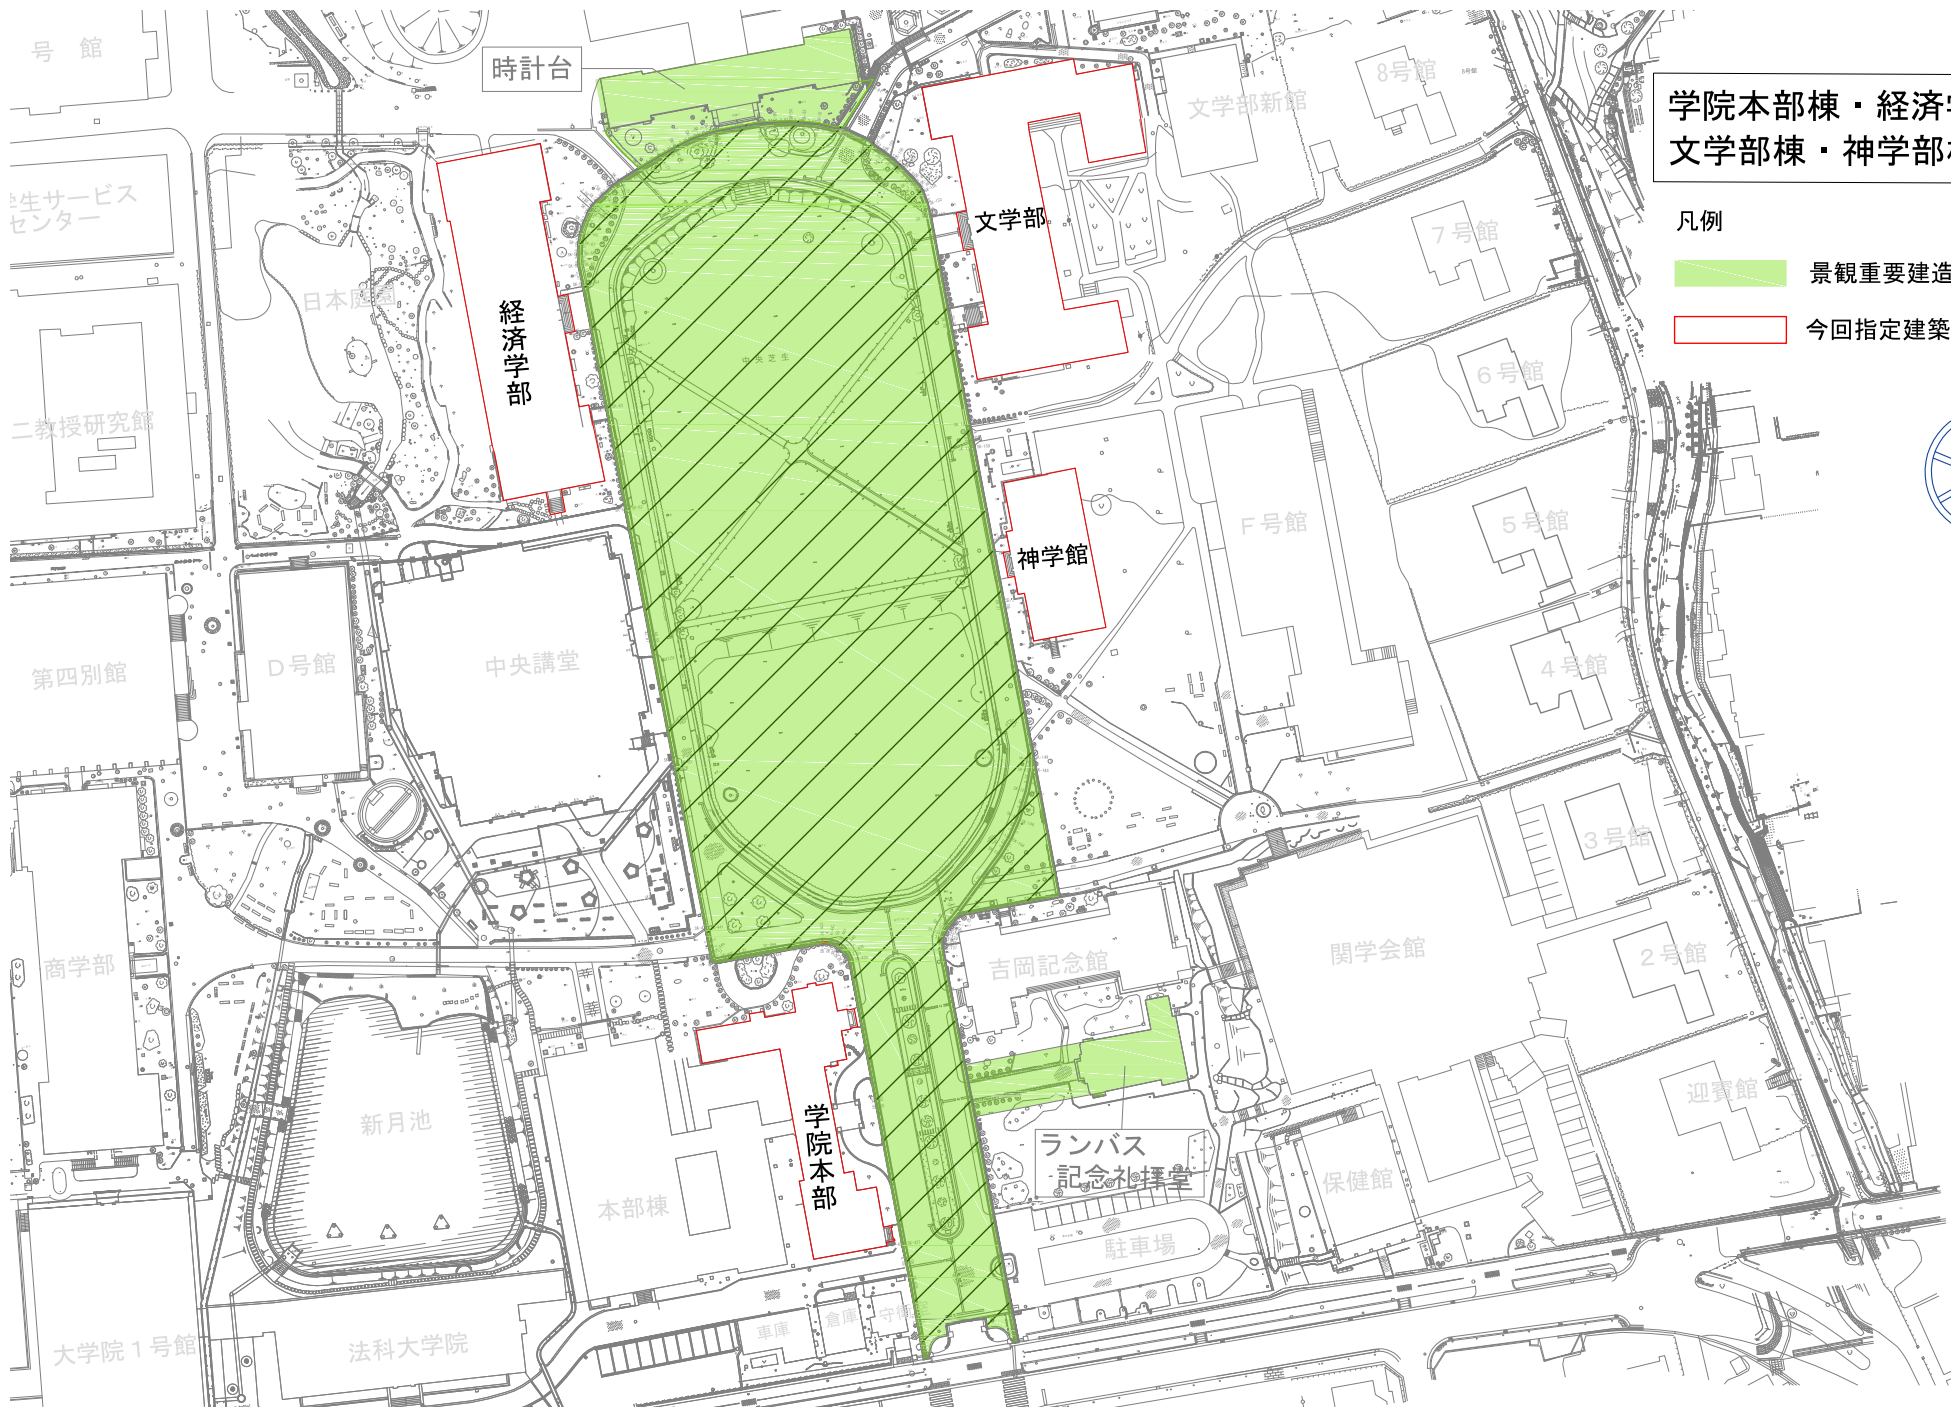 号 館
時計台
文学部新館
8号館
8号館
学院本部棟・経済
文学部棟・神学部
凡例
景観重要建造
今回指定建築
生サービス
センター
日本庭園
経済学部
文学部
中央芝生
7号館
6号館
二教授研究館
F号館
5号館
神学館
第四別館
D号館
中央講堂
4号館
3号館
商学部
吉岡記念館
関学会館
2号館
新月池
学院本部
ランバス
記念礼拝堂
迎賓館
本部棟
保健館
駐車場
車庫
倉庫
守衛
大学院1号館
法科大学院